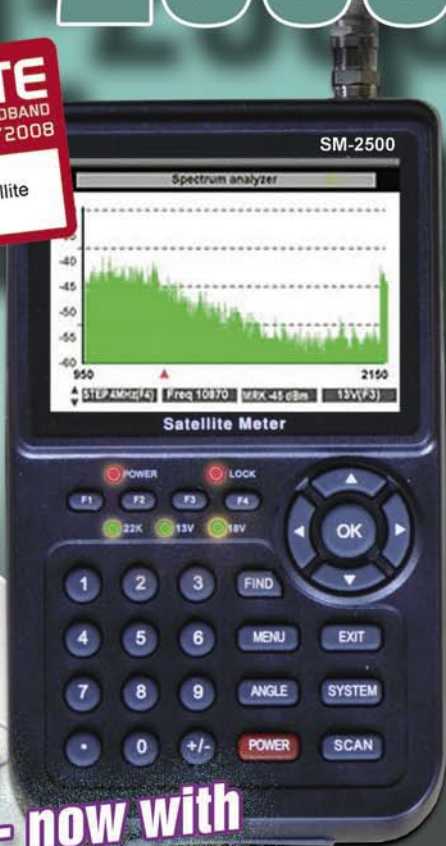 TE
DBAND
/2008
llite
SM-2500
Spectrum analyzer
-40
-45
-50
-55
-60
950 2150
STEP 4MHz(F4) Freq 10870 MRK -45 dBm 13V(F3)
Satellite Meter
POWER LOCK
F1 F2 F3 F4
22K 13V 18V
OK
1 2 3 FIND
4 5 6 MENU EXIT
7 8 9 ANGLE SYSTEM
• 0 +/- POWER SCAN
- now with